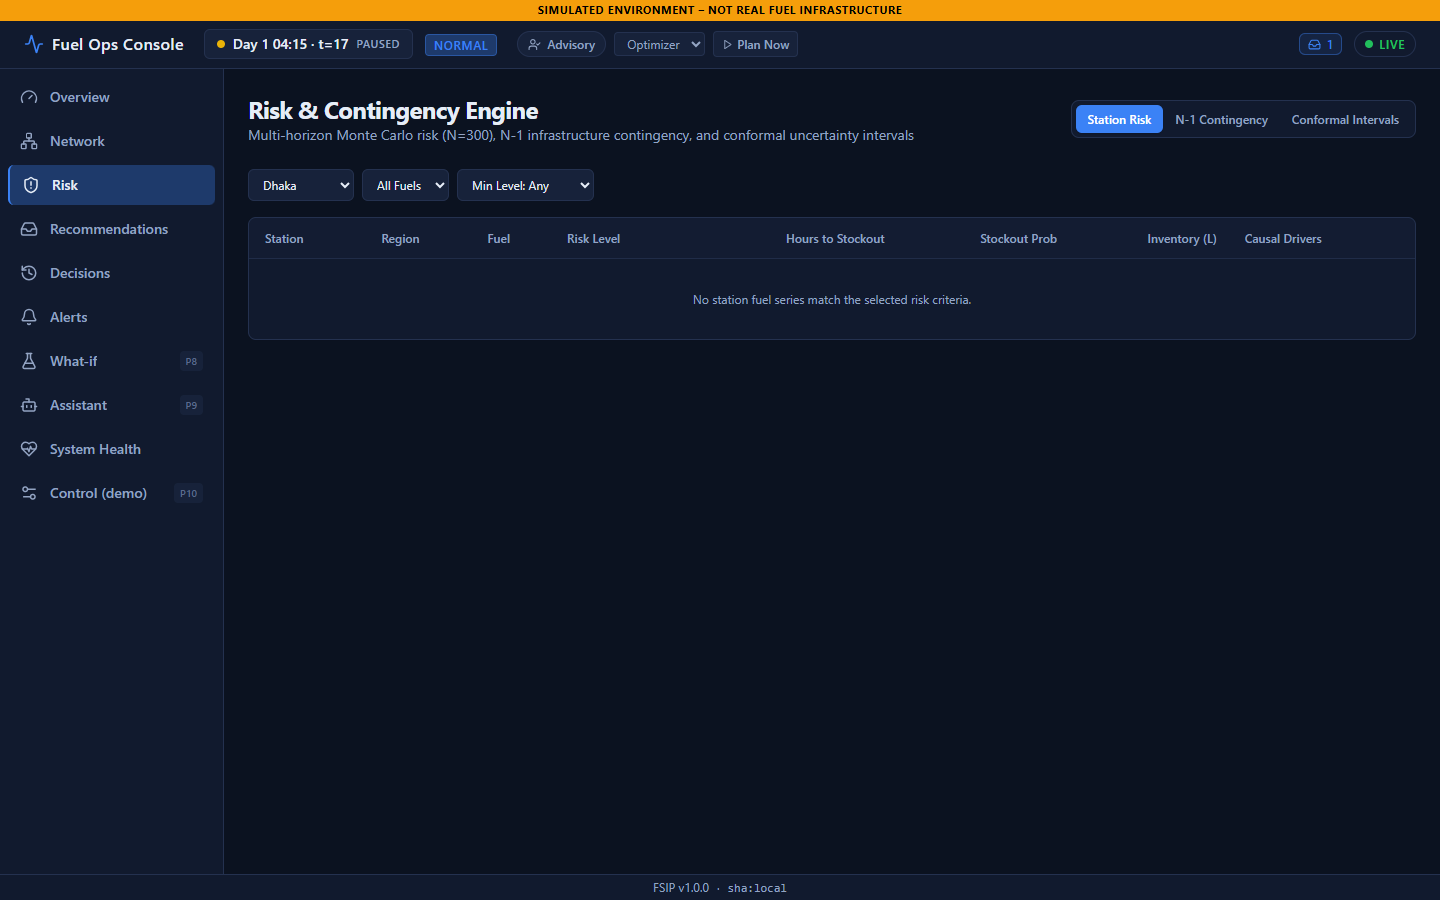 SIMULATED ENVIRONMENT – NOT REAL FUEL INFRASTRUCTURE
Fuel Ops Console
Day 1 04:15 · t=17 PAUSED
NORMAL
Advisory
Optimizer
Plan Now
1
LIVE
Overview
Network
Risk
Recommendations
Decisions
Alerts
What-if P8
Assistant P9
System Health
Control (demo) P10
Risk & Contingency Engine
Multi-horizon Monte Carlo risk (N=300), N-1 infrastructure contingency, and conformal uncertainty intervals
Station Risk N-1 Contingency Conformal Intervals
Dhaka All Fuels Min Level: Any
Station Region Fuel Risk Level Hours to Stockout Stockout Prob Inventory (L) Causal Drivers
No station fuel series match the selected risk criteria.
FSIP v1.0.0 · sha:local